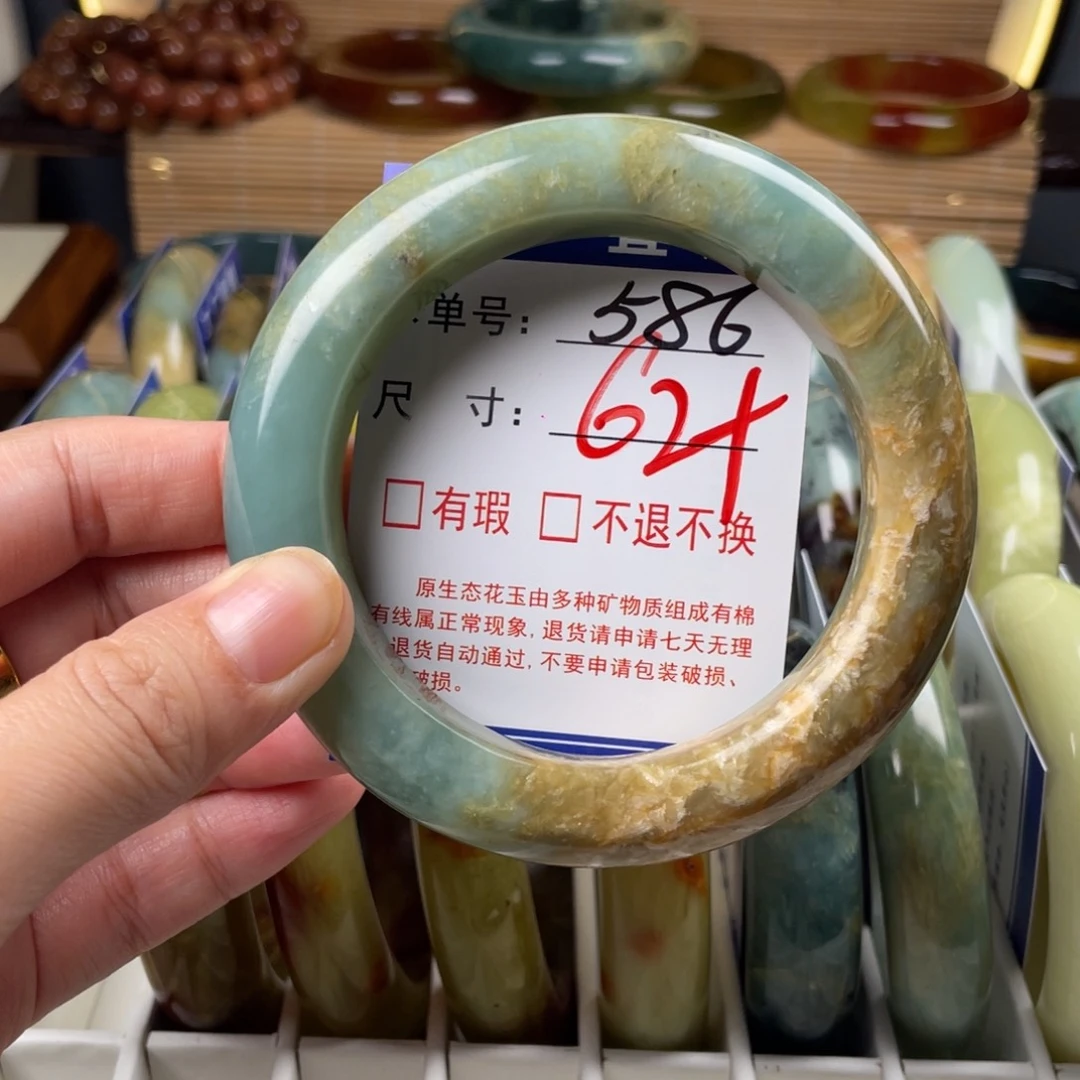 单号: 586
尺 寸: 62+
□有瑕 □不退不换
原生态花玉由多种矿物质组成有棉
有线属正常现象, 退货请申请七天无理
退货自动通过, 不要申请包装破损、
破损。